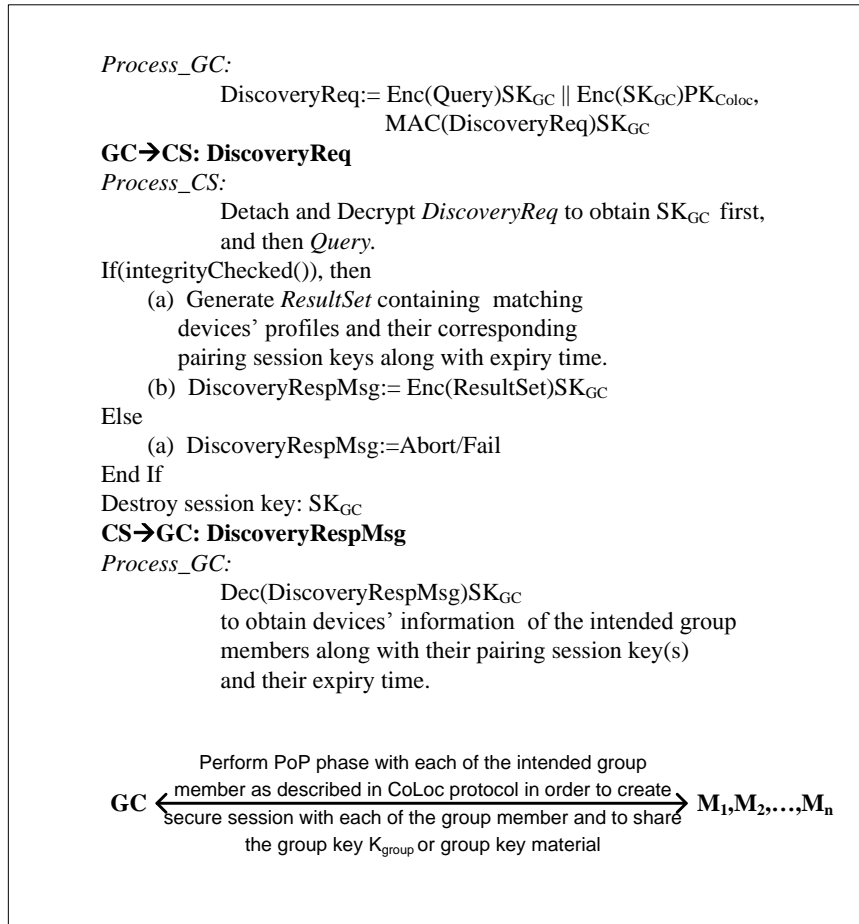 Process_GC:
DiscoveryReq:= Enc(Query)SK_GC || Enc(SK_GC)PK_Coloc,
MAC(DiscoveryReq)SK_GC
GC→CS: DiscoveryReq
Process_CS:
Detach and Decrypt DiscoveryReq to obtain SK_GC first,
and then Query.
If(integrityChecked()), then
(a) Generate ResultSet containing matching
devices’ profiles and their corresponding
pairing session keys along with expiry time.
(b) DiscoveryRespMsg:= Enc(ResultSet)SK_GC
Else
(a) DiscoveryRespMsg:=Abort/Fail
End If
Destroy session key: SK_GC
CS→GC: DiscoveryRespMsg
Process_GC:
Dec(DiscoveryRespMsg)SK_GC
to obtain devices’ information of the intended group
members along with their pairing session key(s)
and their expiry time.
Perform PoP phase with each of the intended group
member as described in CoLoc protocol in order to create
GC M_1,M_2,…,M_n
secure session with each of the group member and to share
the group key K_group or group key material